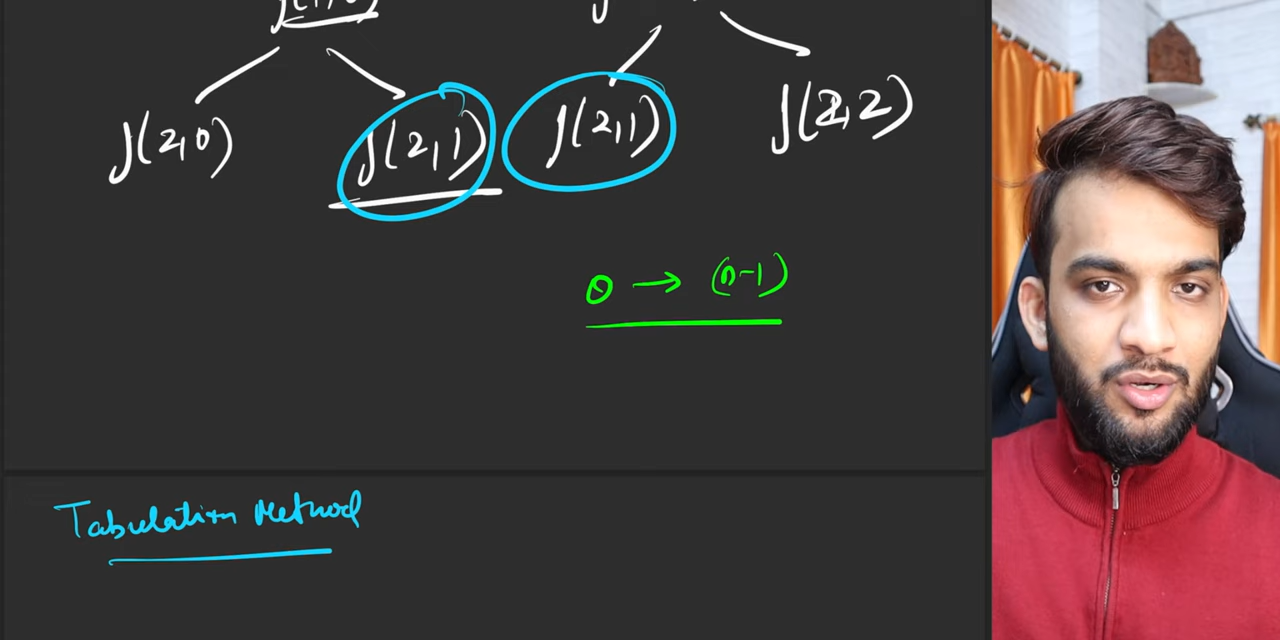 f(2,0) f(2,1) f(2,1) f(2,2)
0 → (n-1)
Tabulation Method